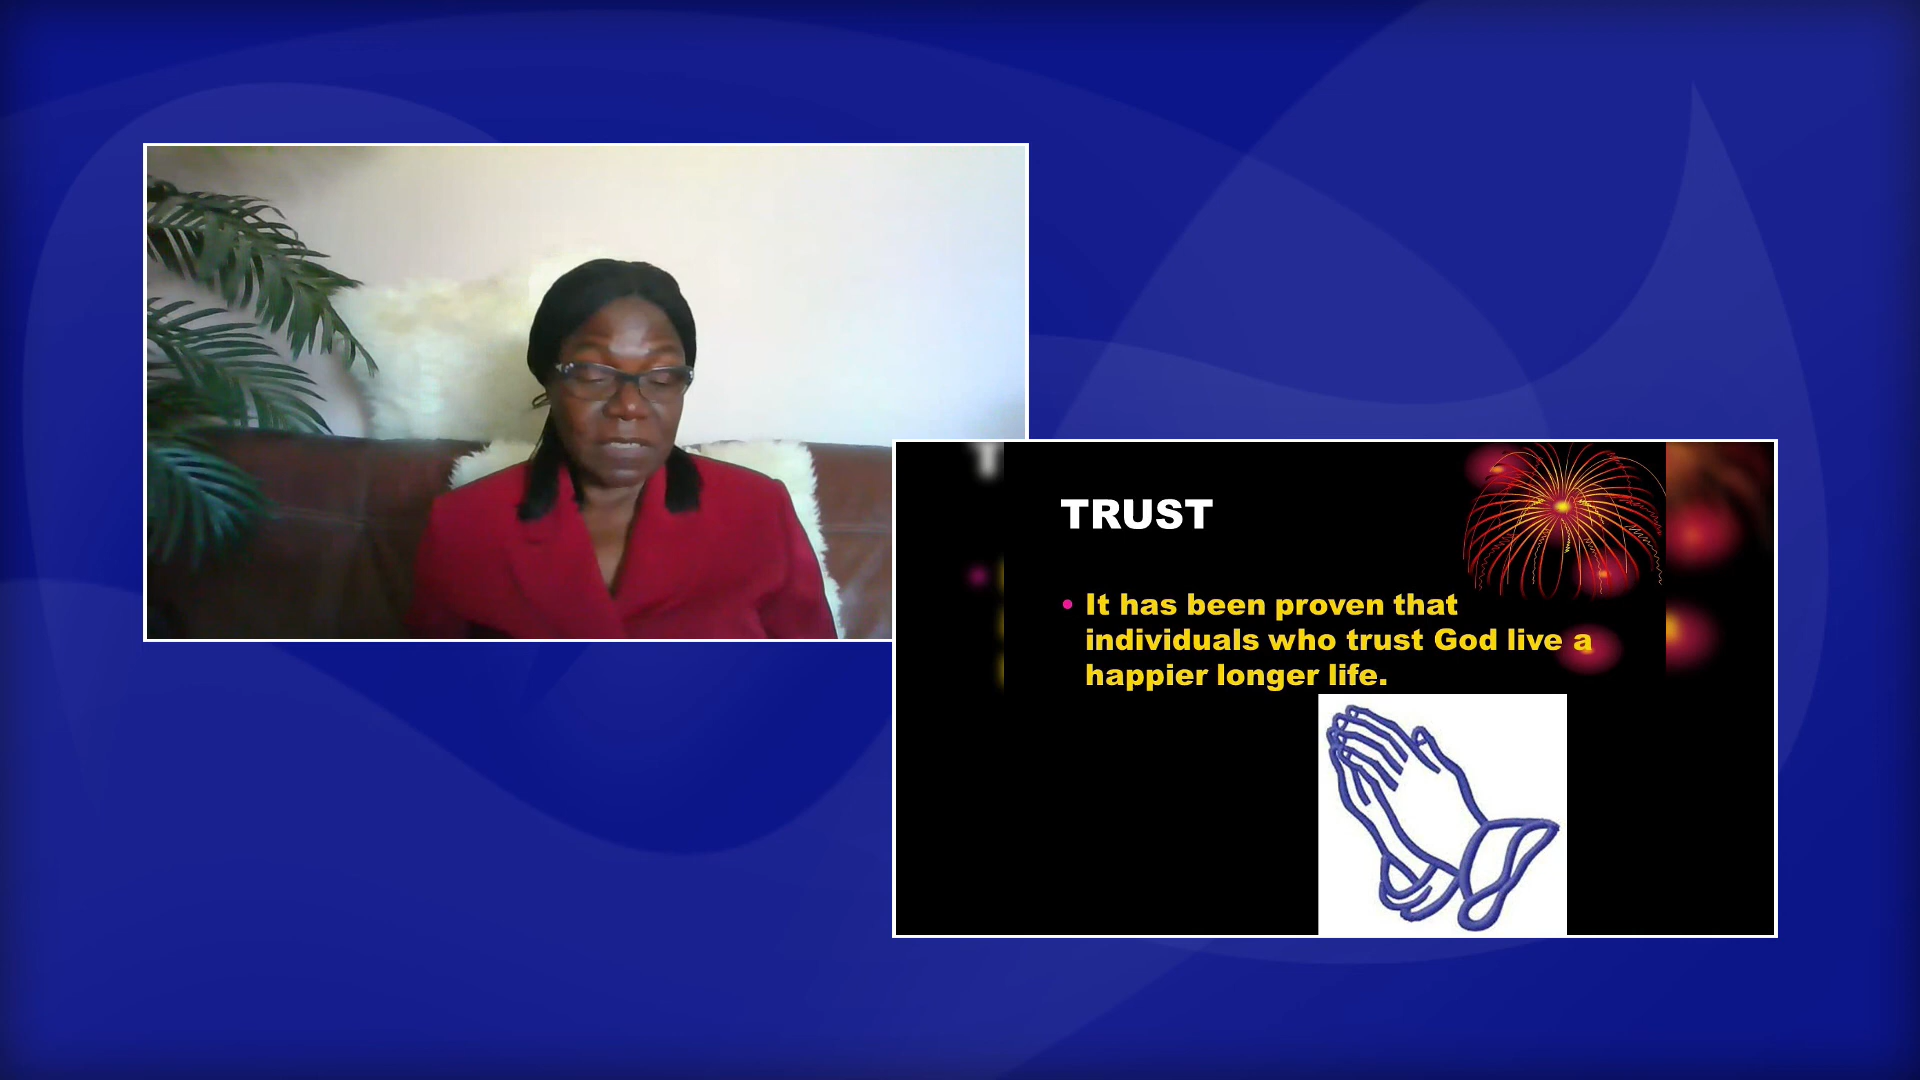 TRUST
• It has been proven that
individuals who trust God live a
happier longer life.